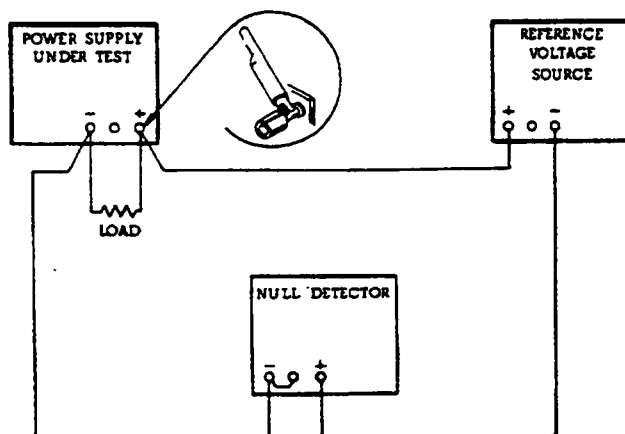 POWER SUPPLY
UNDER TEST
- +
LOAD
REFERENCE
VOLTAGE
SOURCE
+ -
NULL DETECTOR
- +